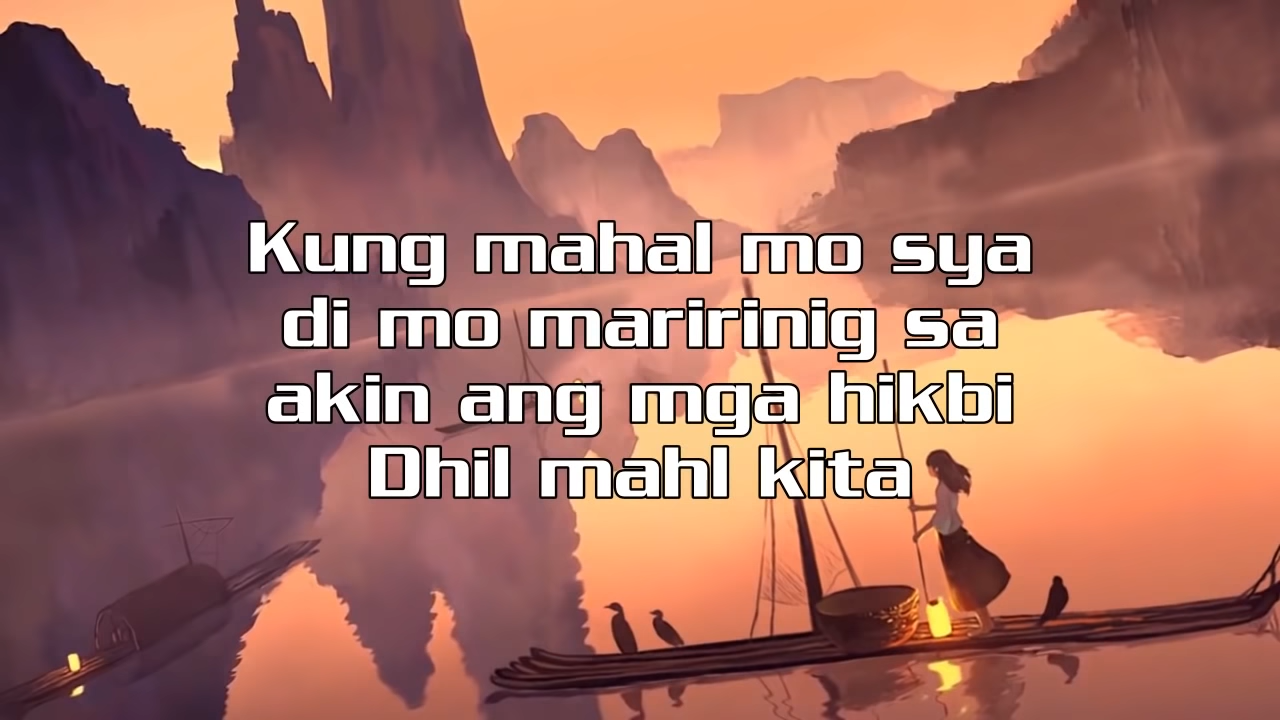 Kung mahal mo sya
di mo maririnig sa
akin ang mga hikbi
Dhil mahl kita